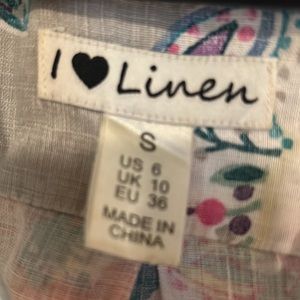 I ♥ Linen
S
US 6
UK 10
EU 36
MADE IN
CHINA